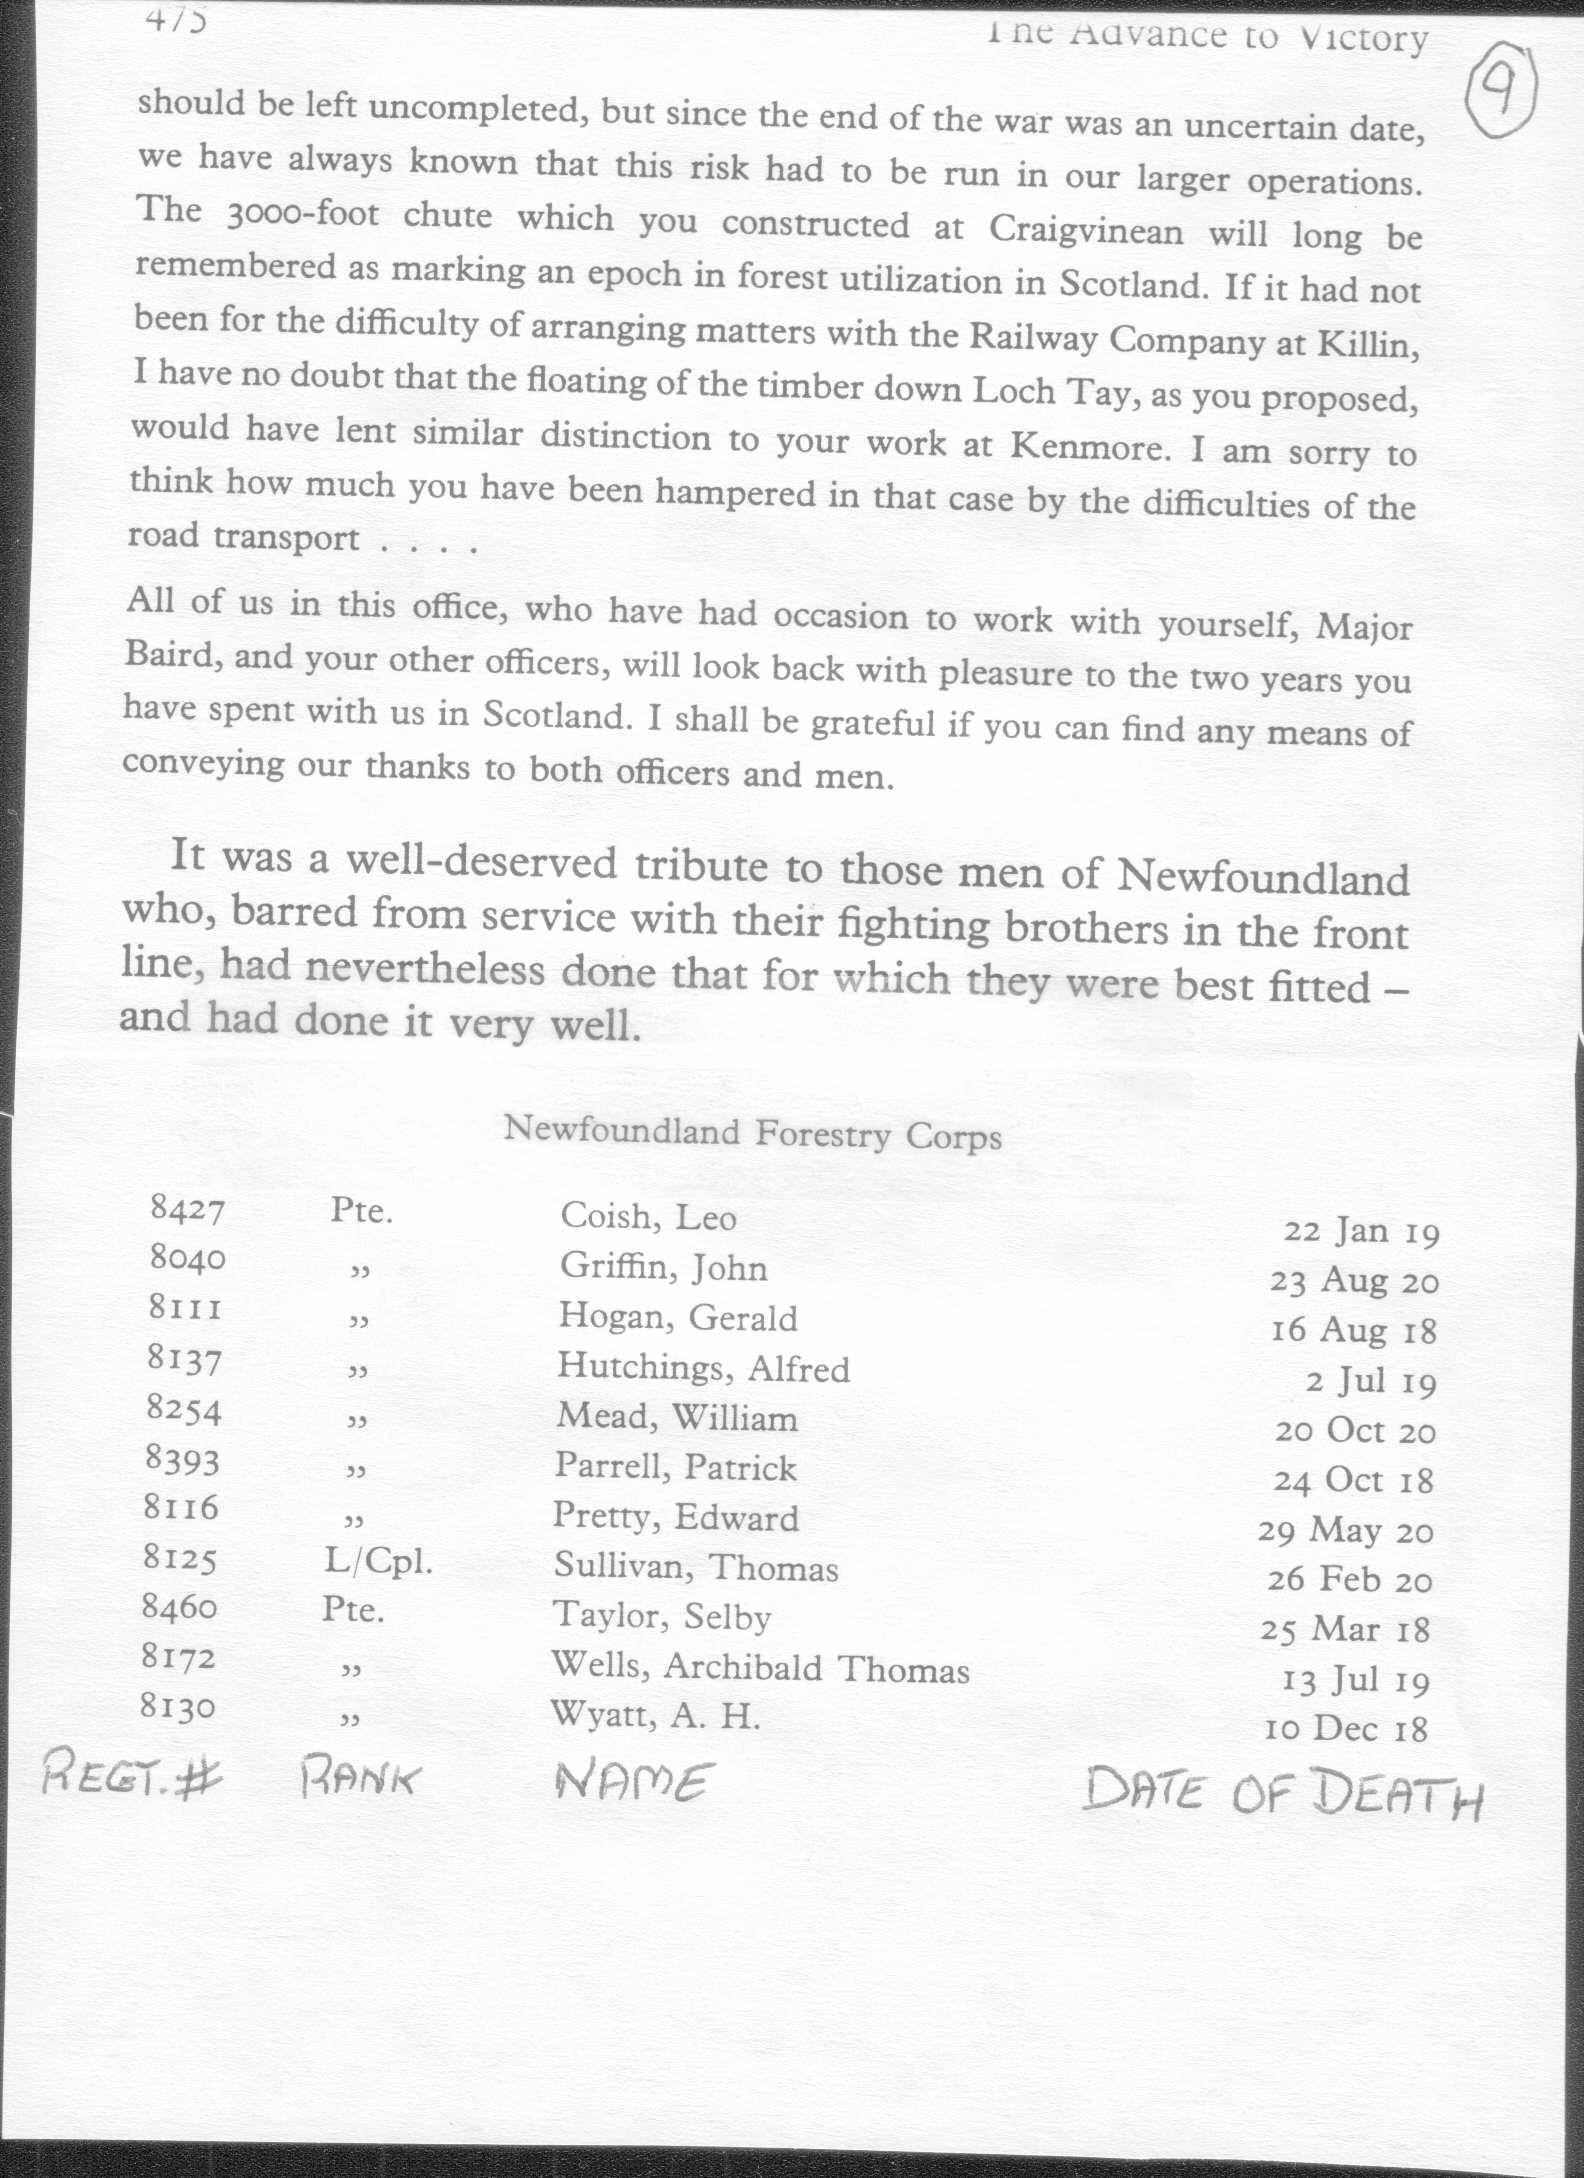 475
The Advance to Victory
9
should be left uncompleted, but since the end of the war was an uncertain date,
we have always known that this risk had to be run in our larger operations.
The 3000-foot chute which you constructed at Craigvinean will long be
remembered as marking an epoch in forest utilization in Scotland. If it had not
been for the difficulty of arranging matters with the Railway Company at Killin,
I have no doubt that the floating of the timber down Loch Tay, as you proposed,
would have lent similar distinction to your work at Kenmore. I am sorry to
think how much you have been hampered in that case by the difficulties of the
road transport . . . .
All of us in this office, who have had occasion to work with yourself, Major
Baird, and your other officers, will look back with pleasure to the two years you
have spent with us in Scotland. I shall be grateful if you can find any means of
conveying our thanks to both officers and men.
It was a well-deserved tribute to those men of Newfoundland
who, barred from service with their fighting brothers in the front
line, had nevertheless done that for which they were best fitted –
and had done it very well.
Newfoundland Forestry Corps
8427 Pte. Coish, Leo 22 Jan 19
8040 ,, Griffin, John 23 Aug 20
8111 ,, Hogan, Gerald 16 Aug 18
8137 ,, Hutchings, Alfred 2 Jul 19
8254 ,, Mead, William 20 Oct 20
8393 ,, Parrell, Patrick 24 Oct 18
8116 ,, Pretty, Edward 29 May 20
8125 L/Cpl. Sullivan, Thomas 26 Feb 20
8460 Pte. Taylor, Selby 25 Mar 18
8172 ,, Wells, Archibald Thomas 13 Jul 19
8130 ,, Wyatt, A. H. 10 Dec 18
REGT. # RANK NAME DATE OF DEATH